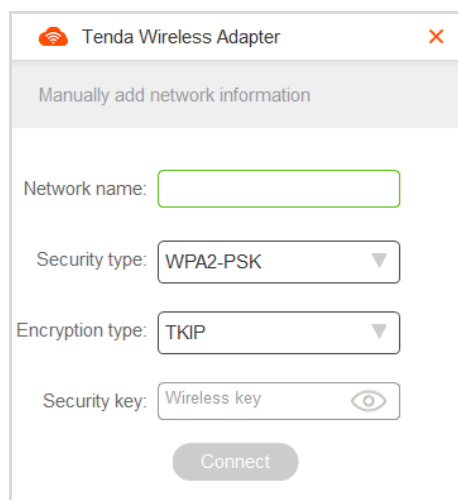 Tenda Wireless Adapter
Manually add network information
Network name:
Security type: WPA2-PSK
Encryption type: TKIP
Security key: Wireless key
Connect